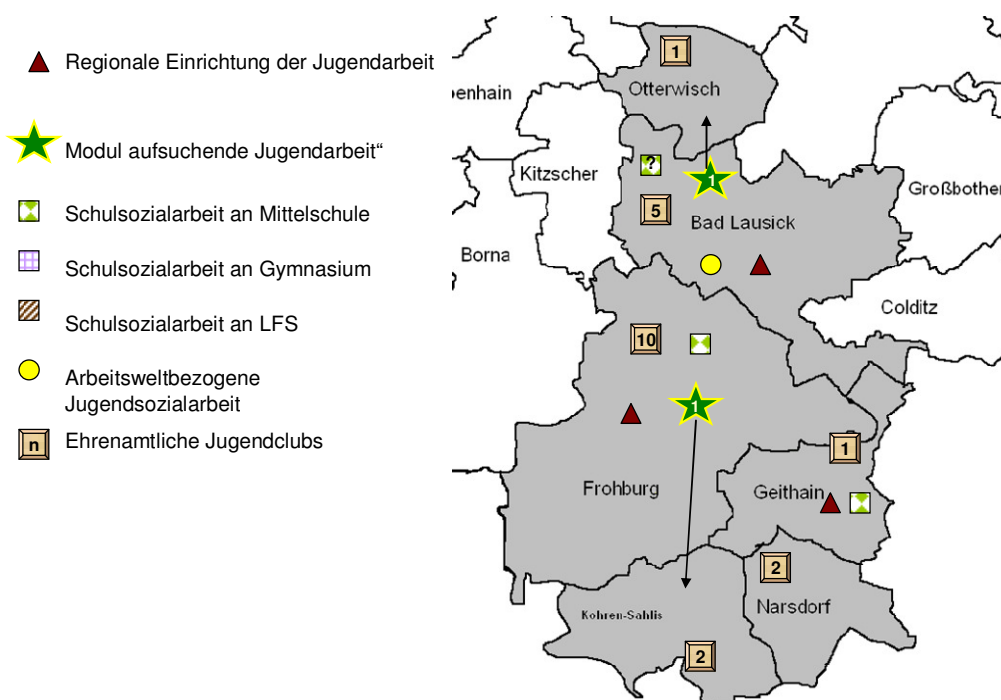 Regionale Einrichtung der Jugendarbeit
Modul aufsuchende Jugendarbeit“
Schulsozialarbeit an Mittelschule
Schulsozialarbeit an Gymnasium
Schulsozialarbeit an LFS
Arbeitsweltbezogene
Jugendsozialarbeit
n
Ehrenamtliche Jugendclubs
1
Otterwisch
penhain
Kitzscher
?
1
Großbother
5
Bad Lausick
Borna
Colditz
10
1
1
Frohburg
Geithain
2
Narsdorf
Kohren-Sahlis
2